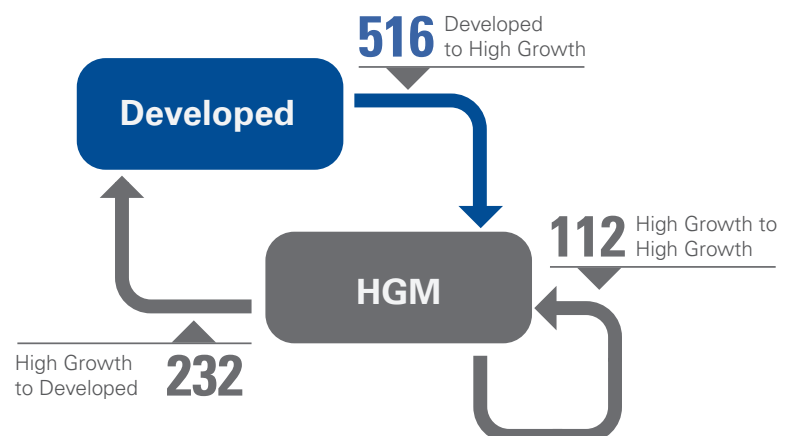 516
Developed
to High Growth
Developed
112
High Growth to
High Growth
HGM
High Growth
to Developed
232